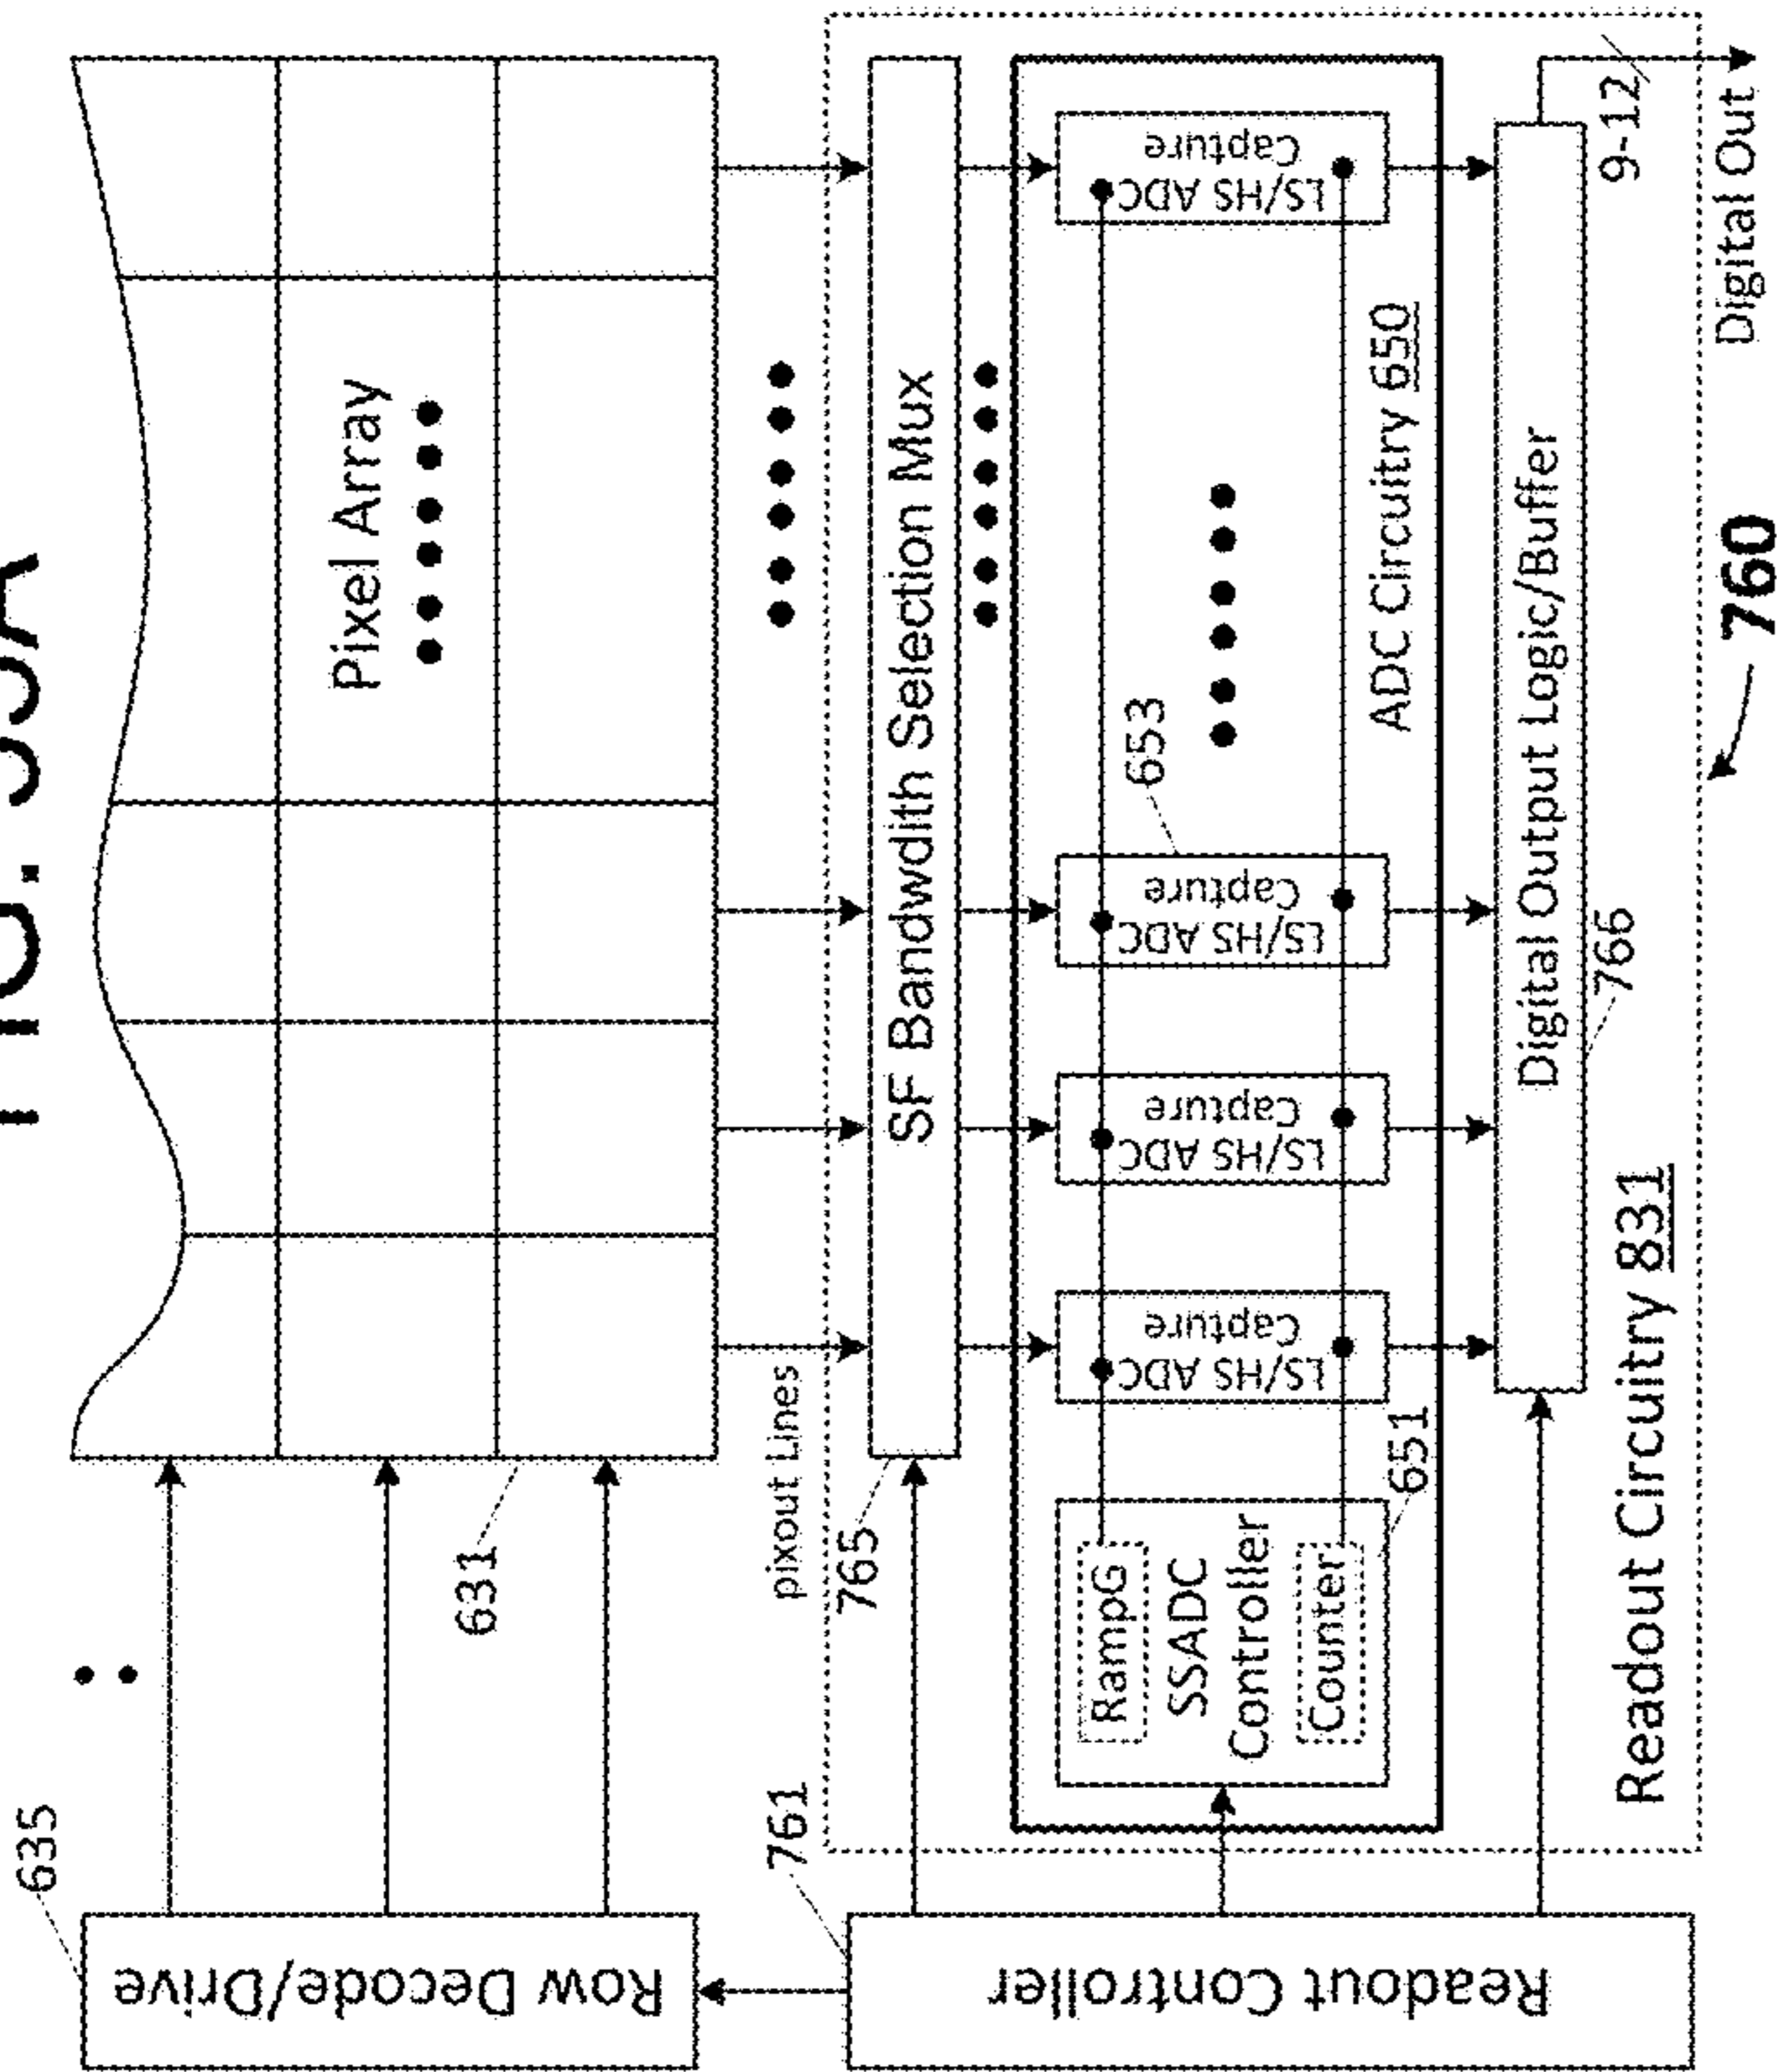 635
Row Decode/Drive
Pixel Array
631
pixout Lines
761
765
Readout Controller
SF Bandwdith Selection Mux
RampG
SSADC
Controller
Counter
651
LS/HS ADC
Capture
LS/HS ADC
Capture
LS/HS ADC
Capture
653
LS/HS ADC
Capture
ADC Circuitry 650
Digital Output Logic/Buffer
766
9-12
Digital Out
Readout Circuitry 831
760